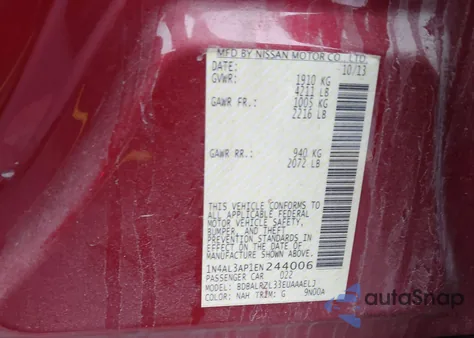 MFD BY NISSAN MOTOR CO., LTD.
DATE: 10/13
GVWR: 1910 KG
4211 LB
GAWR FR.: 1005 KG
2216 LB
GAWR RR.: 940 KG
2072 LB
THIS VEHICLE CONFORMS TO
ALL APPLICABLE FEDERAL
MOTOR VEHICLE SAFETY,
BUMPER, AND THEFT
PREVENTION STANDARDS IN
EFFECT ON THE DATE OF
MANUFACTURE SHOWN ABOVE.
1N4AL3AP1EN244006
PASSENGER CAR 022
MODEL: BDBALRZL33EUAAAELJ
COLOR: NAH TRIM: G 9N00A
autoSnap